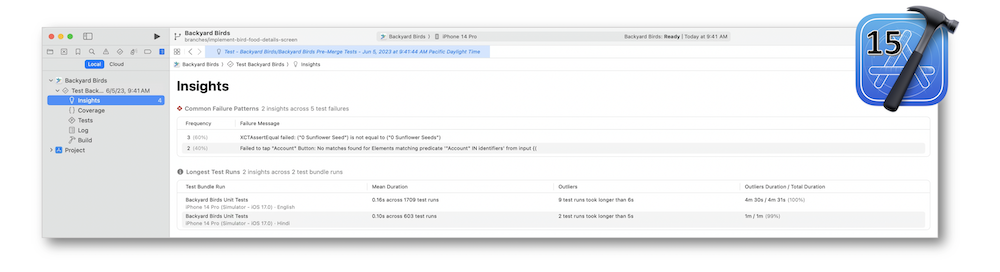 Backyard Birds
branches/implement-bird-food-details-screen
Backyard Birds 〉 iPhone 14 Pro
Backyard Birds: Ready | Today at 9:41 AM
15
Test - Backyard Birds/Backyard Birds Pre-Merge Tests - Jun 5, 2023 at 9:41:44 AM Pacific Daylight Time
Local Cloud
Backyard Birds 〉 Test Backyard Birds 〉 Insights
Backyard Birds
Test Back... 6/5/23, 9:41 AM
Insights 4
Coverage
Tests
Log
Build
Project
Insights
Common Failure Patterns 2 insights across 5 test failures
Frequency Failure Message
3 (60%) XCTAssertEqual failed: ("0 Sunflower Seed") is not equal to ("0 Sunflower Seeds")
2 (40%) Failed to tap "Account" Button: No matches found for Elements matching predicate '"Account" IN identifiers' from input {(
Longest Test Runs 2 insights across 2 test bundle runs
Test Bundle Run Mean Duration Outliers Outliers Duration / Total Duration
Backyard Birds Unit Tests 0.16s across 1709 test runs 9 test runs took longer than 6s 4m 30s / 4m 31s (100%)
iPhone 14 Pro (Simulator - iOS 17.0) · English
Backyard Birds Unit Tests 0.10s across 603 test runs 2 test runs took longer than 5s 1m / 1m (99%)
iPhone 14 Pro (Simulator - iOS 17.0) · Hindi